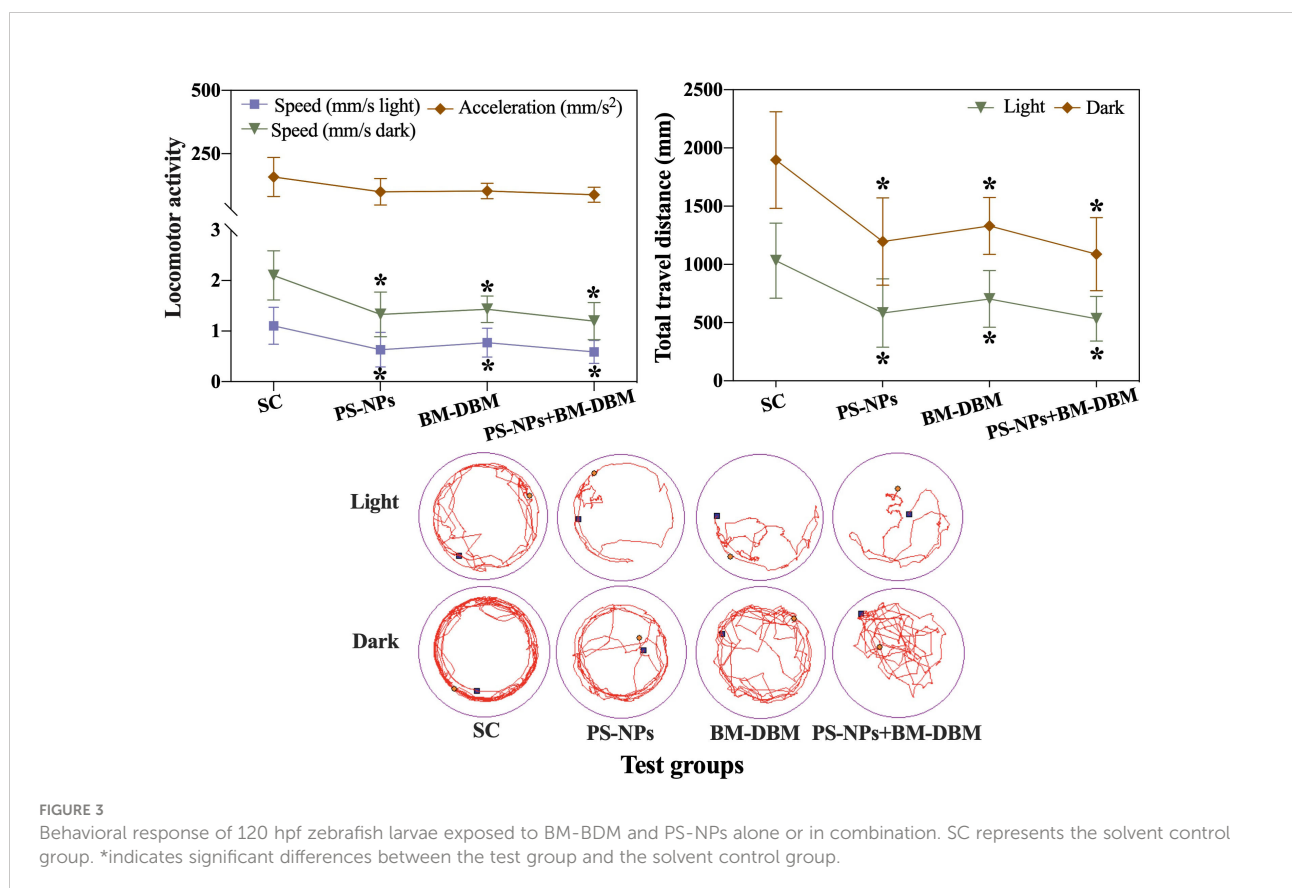 500
250
3
2
1
0
Locomotor activity
Speed (mm/s light)
Acceleration (mm/s²)
Speed (mm/s dark)
*
*
*
*
*
*
SC
PS-NPs
BM-DBM
PS-NPs+BM-DBM
2500
2000
1500
1000
500
0
Total travel distance (mm)
Light
Dark
*
*
*
*
*
*
SC
PS-NPs
BM-DBM
PS-NPs+BM-DBM
Light
Dark
SC
PS-NPs
BM-DBM
PS-NPs+BM-DBM
Test groups
FIGURE 3
Behavioral response of 120 hpf zebrafish larvae exposed to BM-BDM and PS-NPs alone or in combination. SC represents the solvent control
group. *indicates significant differences between the test group and the solvent control group.